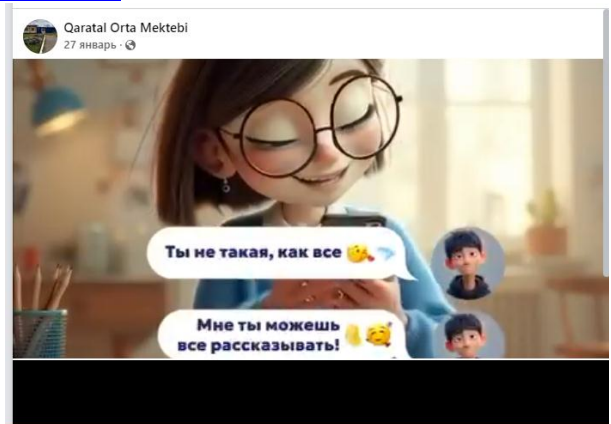 Qaratal Orta Mektebi
27 январь ·
Ты не такая, как все
Мне ты можешь
все рассказывать!